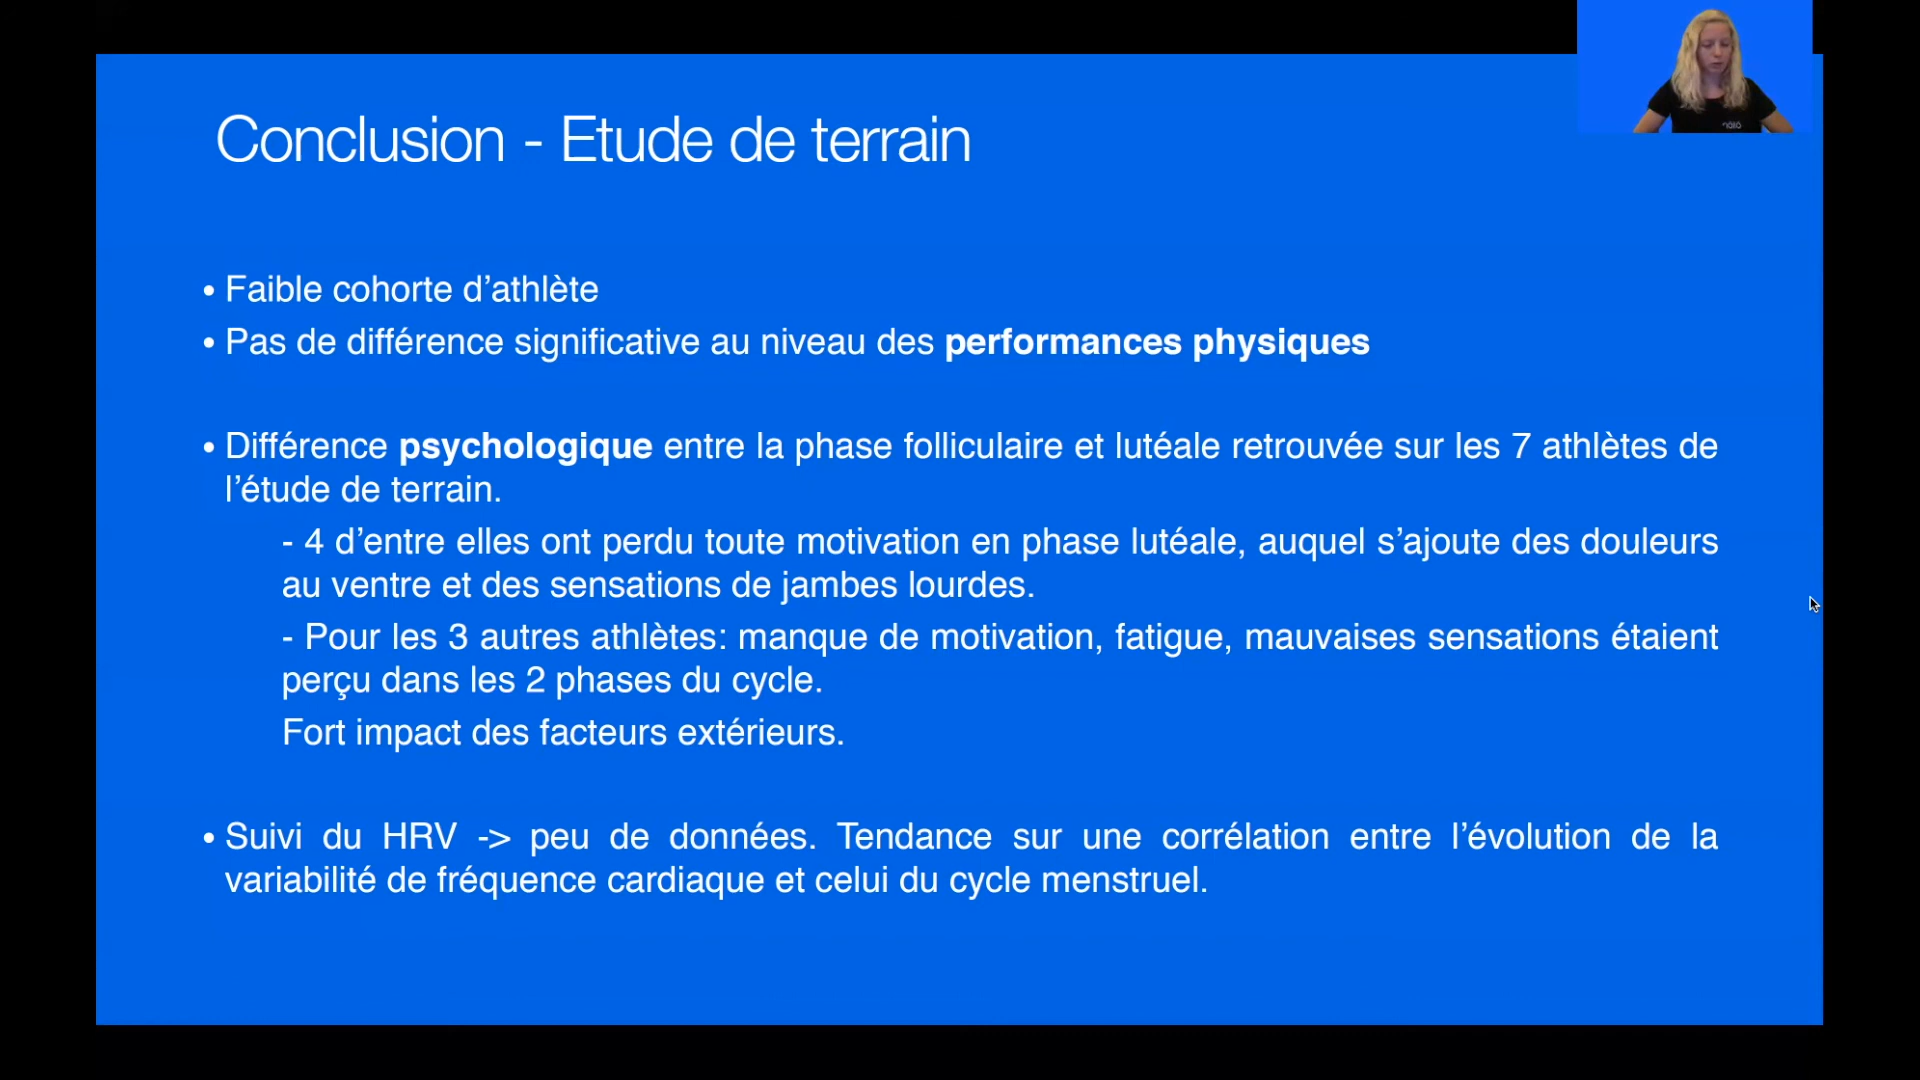 Conclusion - Etude de terrain
• Faible cohorte d’athlète
• Pas de différence significative au niveau des performances physiques
• Différence psychologique entre la phase folliculaire et lutéale retrouvée sur les 7 athlètes de
l’étude de terrain.
- 4 d’entre elles ont perdu toute motivation en phase lutéale, auquel s’ajoute des douleurs
au ventre et des sensations de jambes lourdes.
- Pour les 3 autres athlètes: manque de motivation, fatigue, mauvaises sensations étaient
perçu dans les 2 phases du cycle.
Fort impact des facteurs extérieurs.
• Suivi du HRV -> peu de données. Tendance sur une corrélation entre l’évolution de la
variabilité de fréquence cardiaque et celui du cycle menstruel.